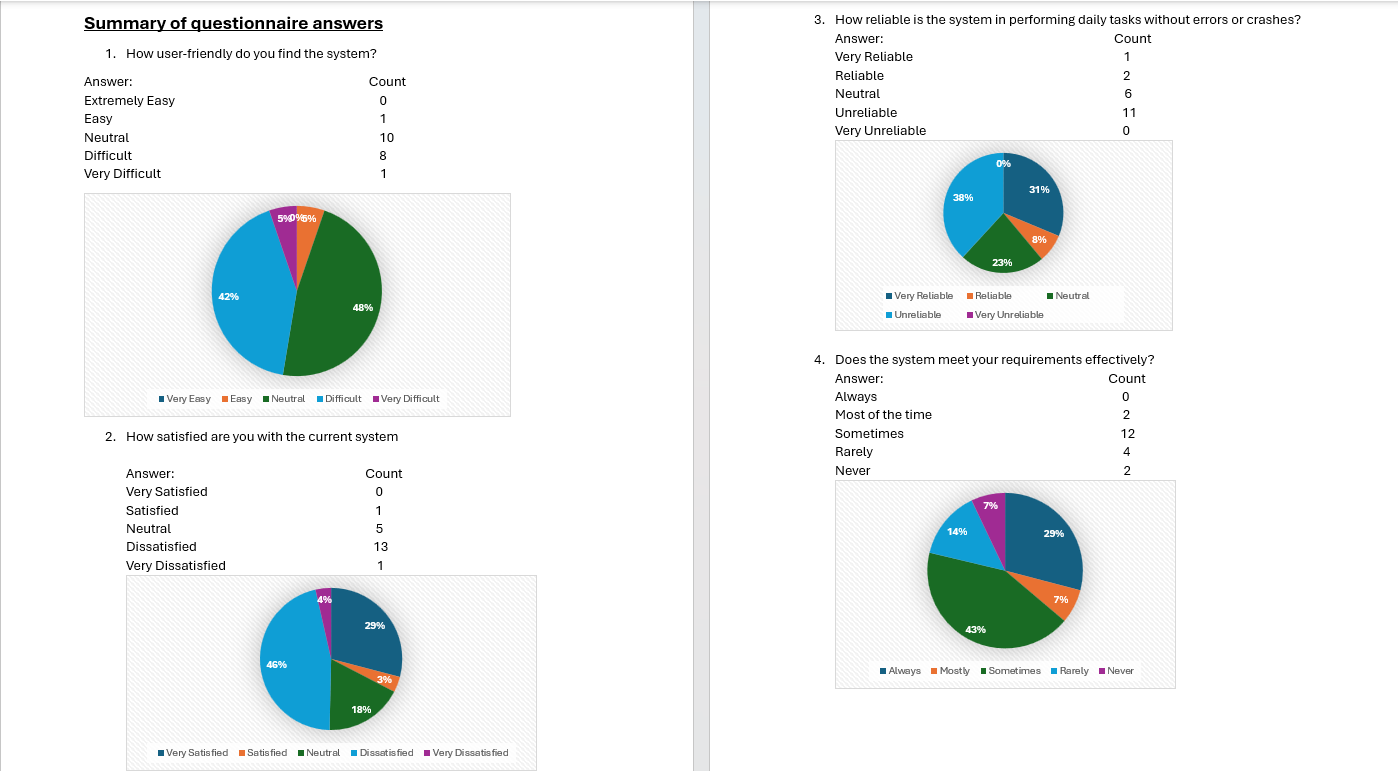 Summary of questionnaire answers
1. How user-friendly do you find the system?
Answer: Count
Extremely Easy 0
Easy 1
Neutral 10
Difficult 8
Very Difficult 1
5% 0% 5%
42%
48%
Very Easy Easy Neutral Difficult Very Difficult
2. How satisfied are you with the current system
Answer: Count
Very Satisfied 0
Satisfied 1
Neutral 5
Dissatisfied 13
Very Dissatisfied 1
4%
29%
46%
3%
18%
Very Satisfied Satisfied Neutral Dissatisfied Very Dissatisfied
3. How reliable is the system in performing daily tasks without errors or crashes?
Answer: Count
Very Reliable 1
Reliable 2
Neutral 6
Unreliable 11
Very Unreliable 0
0%
31%
38%
8%
23%
Very Reliable Reliable Neutral
Unreliable Very Unreliable
4. Does the system meet your requirements effectively?
Answer: Count
Always 0
Most of the time 2
Sometimes 12
Rarely 4
Never 2
7%
14% 29%
7%
43%
Always Mostly Sometimes Rarely Never